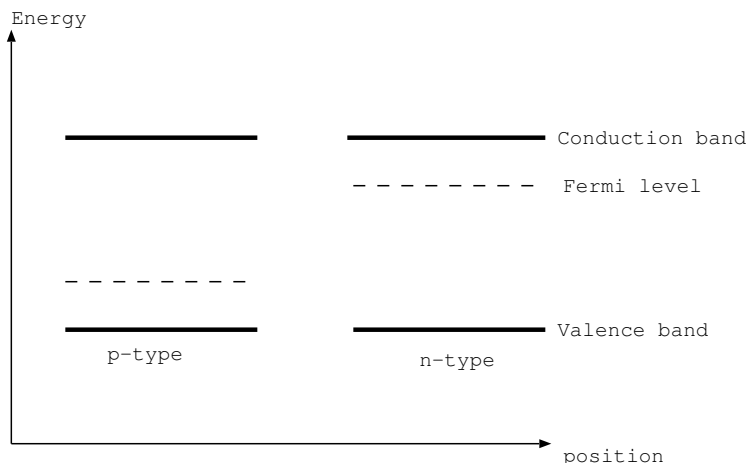 Energy
Conduction band
Fermi level
Valence band
p-type
n-type
position